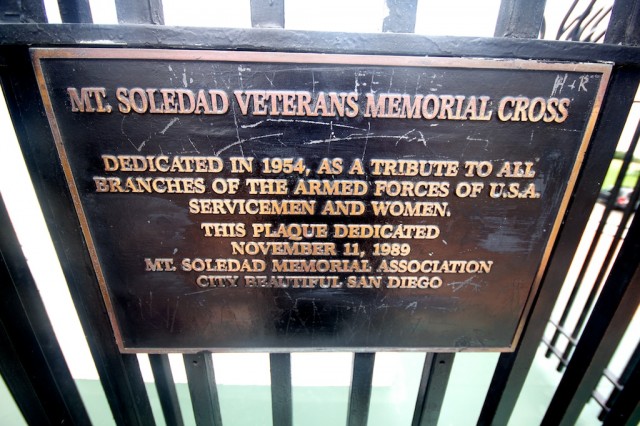 MT. SOLEDAD VETERANS MEMORIAL CROSS
DEDICATED IN 1954, AS A TRIBUTE TO ALL
BRANCHES OF THE ARMED FORCES OF U.S.A.
SERVICEMEN AND WOMEN.
THIS PLAQUE DEDICATED
NOVEMBER 11, 1989
MT. SOLEDAD MEMORIAL ASSOCIATION
CITY BEAUTIFUL SAN DIEGO